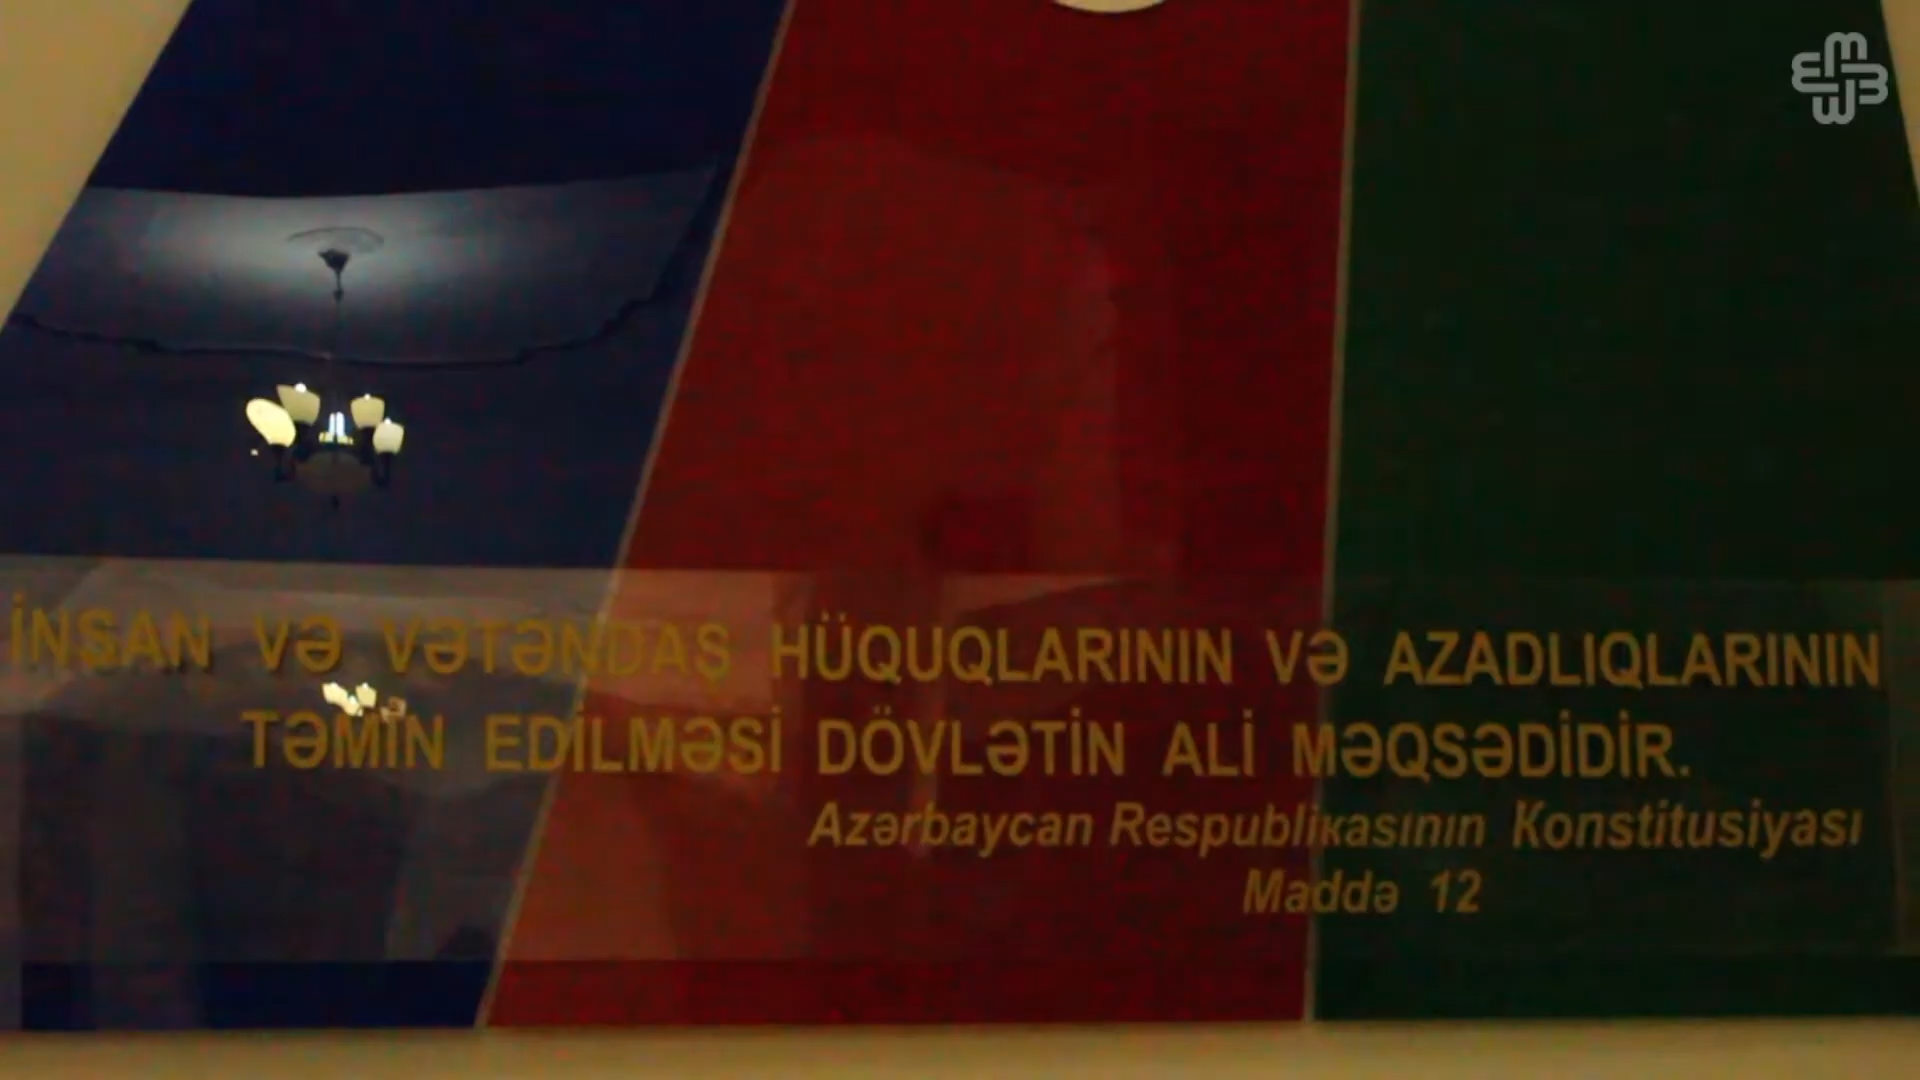 İNSAN VƏ VƏTƏNDAŞ HÜQUQLARININ VƏ AZADLIQLARININ
TƏMİN EDİLMƏSİ DÖVLƏTİN ALİ MƏQSƏDİDİR.
Azərbaycan Respublikasının Konstitusiyası
Maddə 12